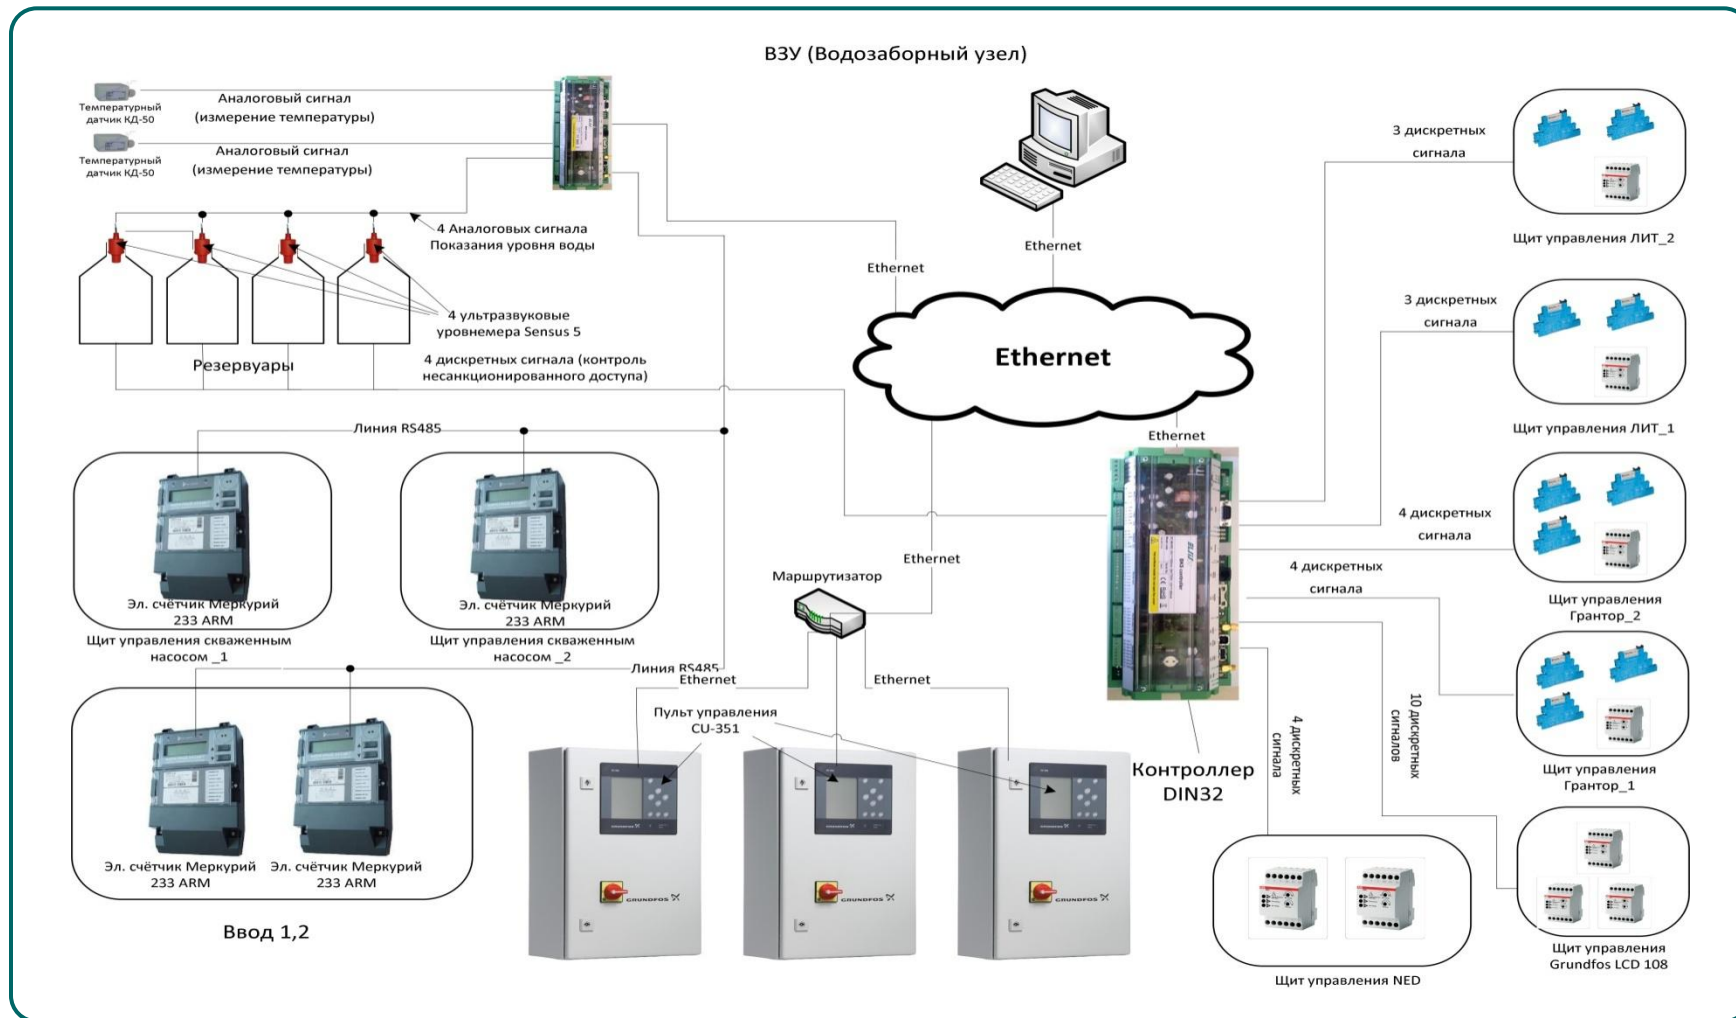 ВЗУ (Водозаборный узел)
Температурный
датчик КД-50
Аналоговый сигнал
(измерение температуры)
Температурный
датчик КД-50
Аналоговый сигнал
(измерение температуры)
4 Аналоговых сигнала
Показания уровня воды
4 ультразвуковые
уровнемера Sensus 5
Резервуары
4 дискретных сигнала (контроль
несанкционированного доступа)
Ethernet
Ethernet
Ethernet
Ethernet
3 дискретных
сигнала
Щит управления ЛИТ_2
3 дискретных
сигнала
Щит управления ЛИТ_1
4 дискретных
сигнала
Щит управления
Грантор_2
4 дискретных
сигнала
Щит управления
Грантор_1
10 дискретных
сигналов
Щит управления
Grundfos LCD 108
4 дискретных
сигнала
Щит управления NED
Контроллер
DIN32
Линия RS485
Эл. счётчик Меркурий
233 ARM
Щит управления скваженным
насосом _1
Эл. счётчик Меркурий
233 ARM
Щит управления скваженным
насосом _2
Линия RS485
Эл. счётчик Меркурий
233 ARM
Эл. счётчик Меркурий
233 ARM
Ввод 1,2
Маршрутизатор
Ethernet
Ethernet
Ethernet
Пульт управления
CU-351
GRUNDFOS
GRUNDFOS
GRUNDFOS
GRUNDFOS
GRUNDFOS
GRUNDFOS